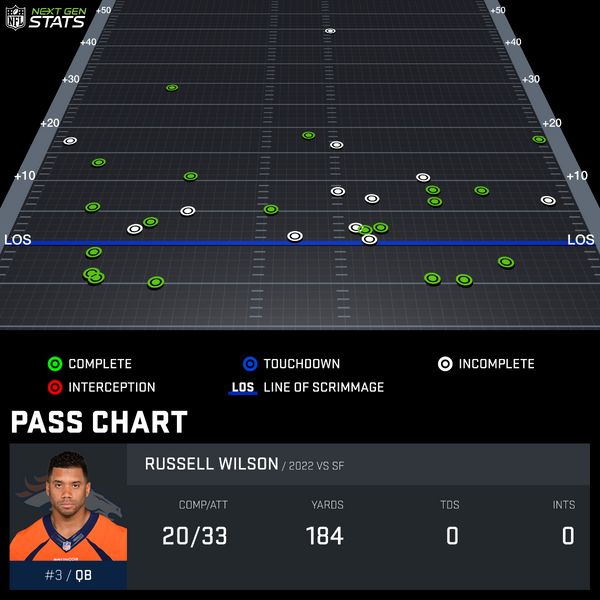 NFL NEXT GEN
STATS
+50 +50
+40 +40
+30 +30
+20 +20
+10 +10
LOS LOS
COMPLETE TOUCHDOWN INCOMPLETE
INTERCEPTION LOS LINE OF SCRIMMAGE
PASS CHART
RUSSELL WILSON / 2022 VS SF
COMP/ATT YARDS TDS INTS
20/33 184 0 0
#3 / QB